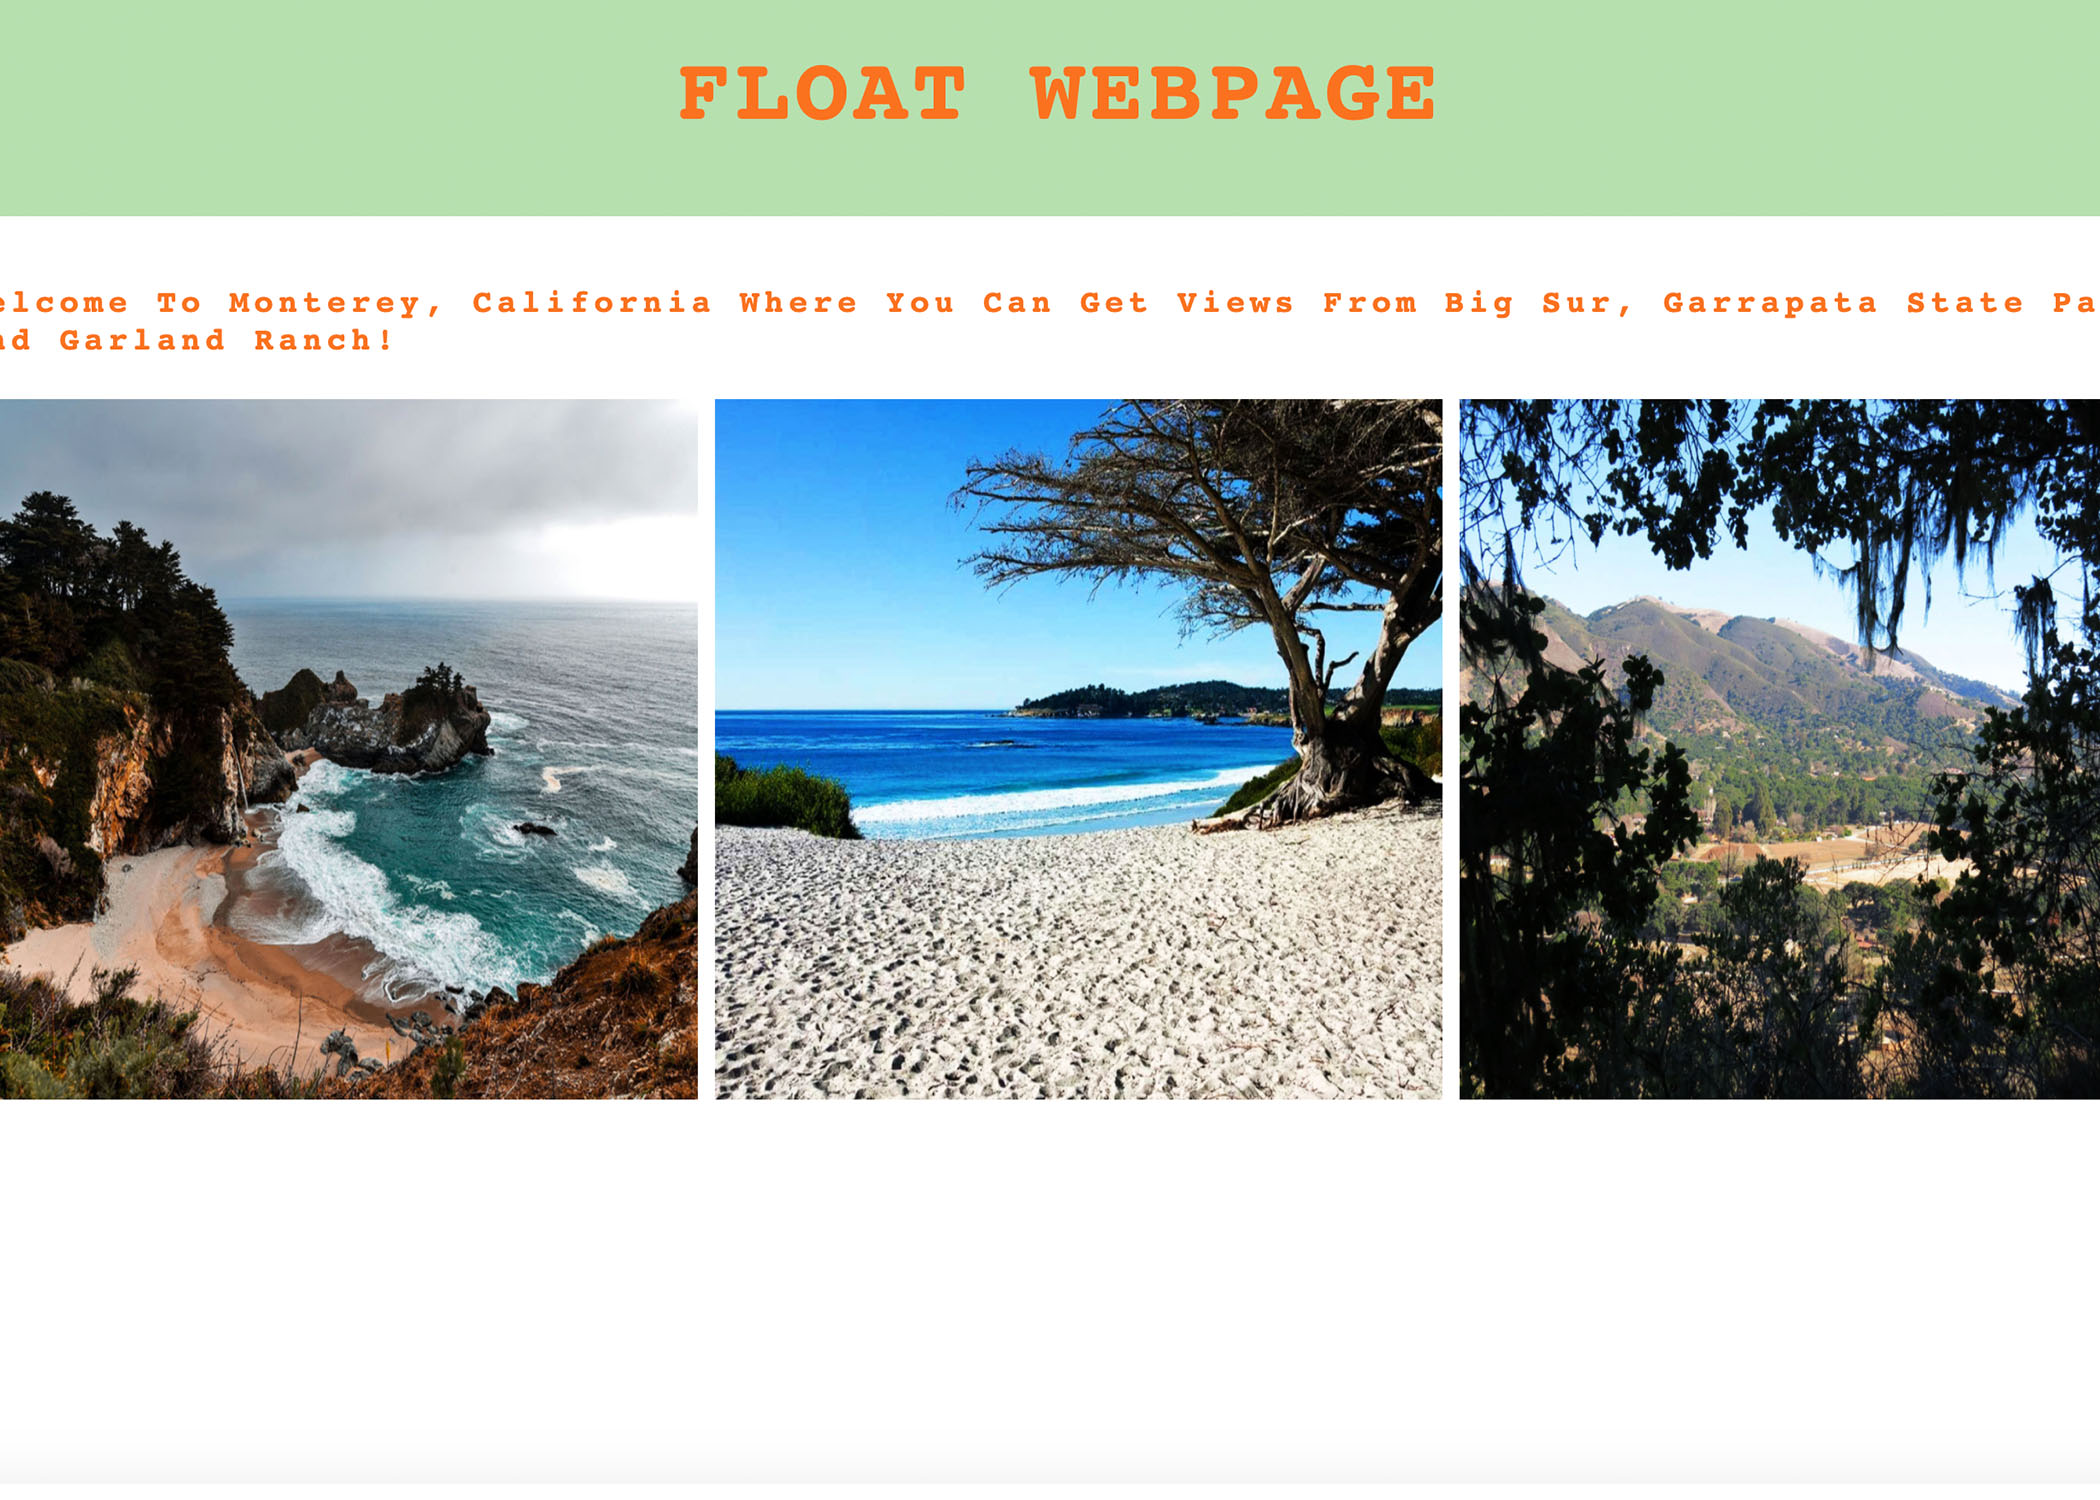 FLOAT WEBPAGE
elcome To Monterey, California Where You Can Get Views From Big Sur, Garrapata State Pa
nd Garland Ranch!